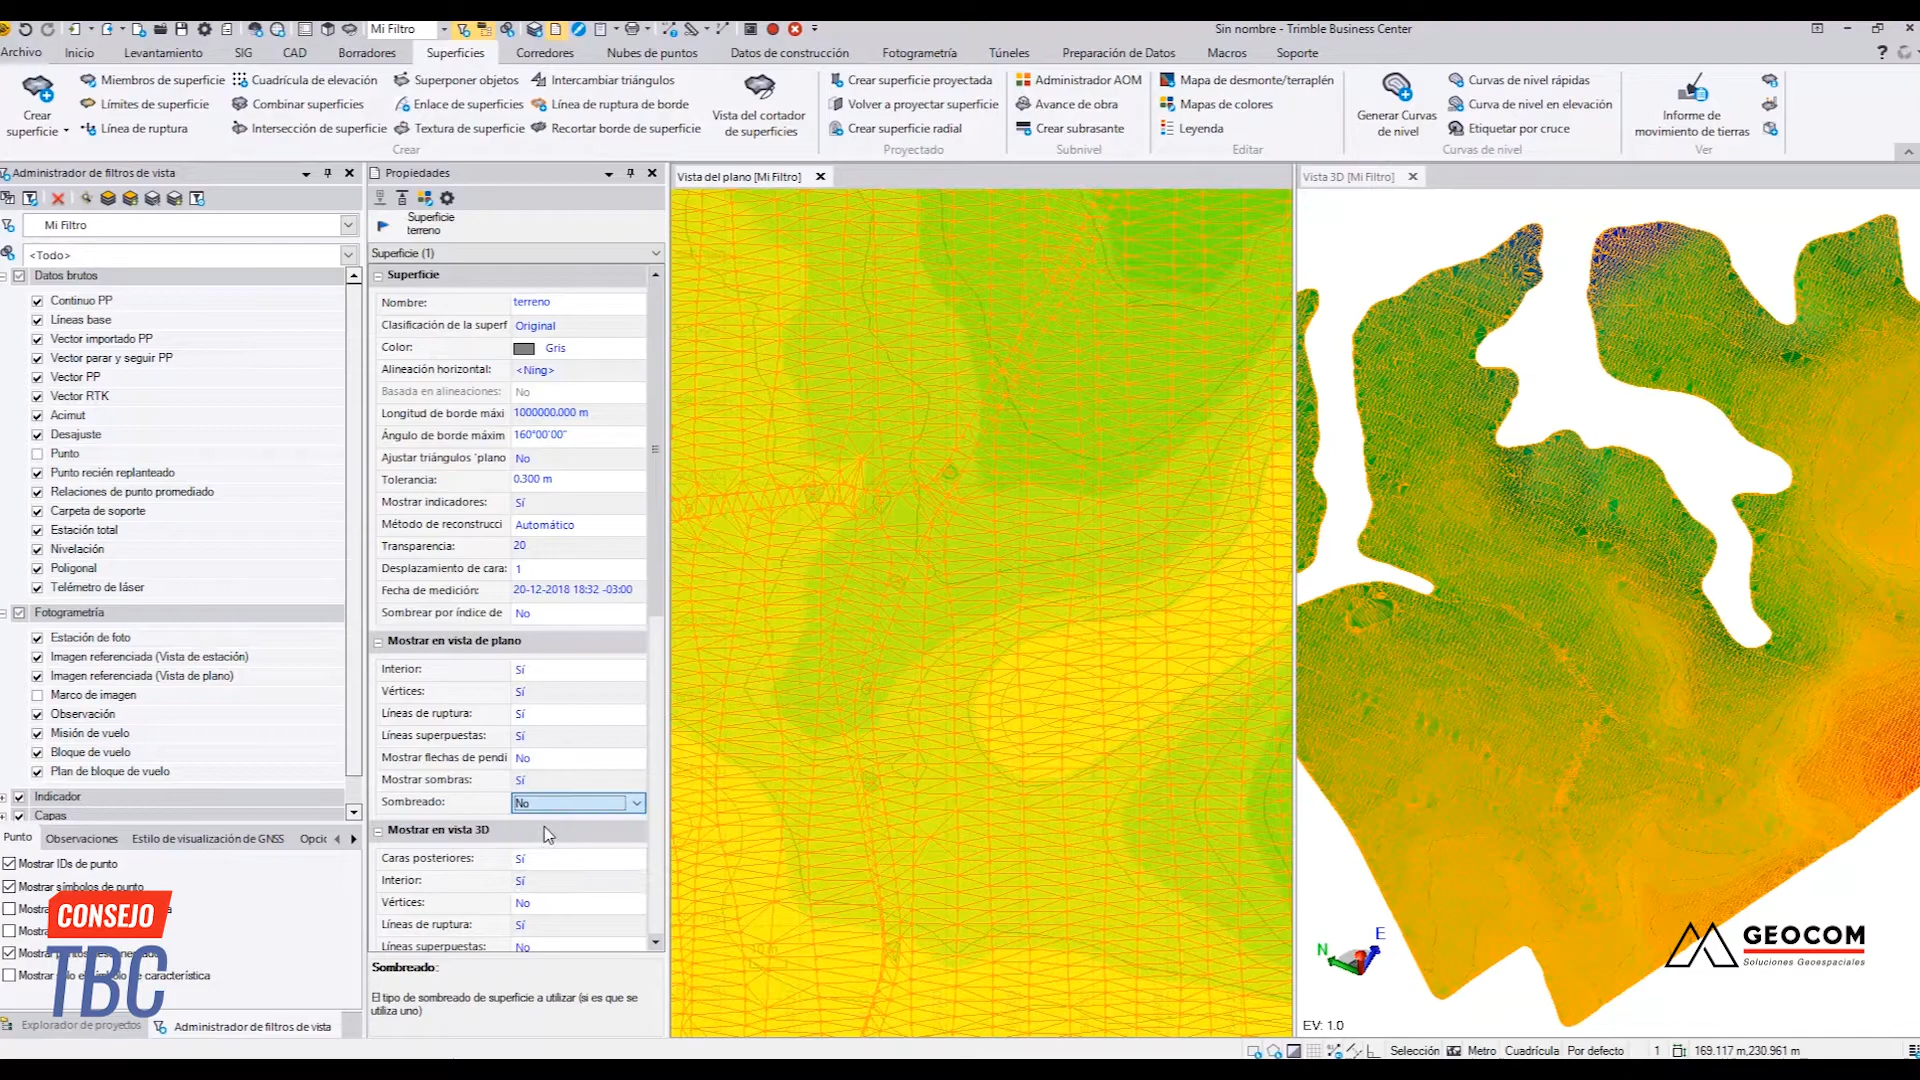 Mi Filtro
Sin nombre - Trimble Business Center
Archivo Inicio Levantamiento SIG CAD Borradores Superficies Corredores Nubes de puntos Datos de construcción Fotogrametría Túneles Preparación de Datos Macros Soporte
Crear superficie
Miembros de superficie
Límites de superficie
Línea de ruptura
Cuadrícula de elevación
Combinar superficies
Intersección de superficie
Superponer objetos
Enlace de superficies
Textura de superficie
Intercambiar triángulos
Línea de ruptura de borde
Recortar borde de superficie
Vista del cortador de superficies
Crear
Crear superficie proyectada
Volver a proyectar superficie
Crear superficie radial
Proyectado
Administrador AOM
Avance de obra
Crear subrasante
Subnivel
Mapa de desmonte/terraplén
Mapas de colores
Leyenda
Editar
Generar Curvas de nivel
Curvas de nivel rápidas
Curva de nivel en elevación
Etiquetar por cruce
Curvas de nivel
Informe de movimiento de tierras
Ver
Administrador de filtros de vista
Mi Filtro
<Todo>
Datos brutos
Continuo PP
Líneas base
Vector importado PP
Vector parar y seguir PP
Vector PP
Vector RTK
Acimut
Desajuste
Punto
Punto recién replanteado
Relaciones de punto promediado
Carpeta de soporte
Estación total
Nivelación
Poligonal
Telémetro de láser
Fotogrametría
Estación de foto
Imagen referenciada (Vista de estación)
Imagen referenciada (Vista de plano)
Marco de imagen
Observación
Misión de vuelo
Bloque de vuelo
Plan de bloque de vuelo
Indicador
Capas
Punto Observaciones Estilo de visualización de GNSS Opcio
Mostrar IDs de punto
Mostrar símbolos de punto
CONSEJO
TBC
Explorador de proyectos Administrador de filtros de vista
Propiedades
Superficie
terreno
Superficie (1)
Superficie
Nombre: terreno
Clasificación de la superf Original
Color: Gris
Alineación horizontal: <Ning>
Basada en alineaciones: No
Longitud de borde máxi 1000000.000 m
Ángulo de borde máxim 160°00'00"
Ajustar triángulos 'plano No
Tolerancia: 0.300 m
Mostrar indicadores: Sí
Método de reconstrucci Automático
Transparencia: 20
Desplazamiento de cara: 1
Fecha de medición: 20-12-2018 18:32 -03:00
Sombrear por índice de No
Mostrar en vista de plano
Interior: Sí
Vértices: Sí
Líneas de ruptura: Sí
Líneas superpuestas: Sí
Mostrar flechas de pendi No
Mostrar sombras: Sí
Sombreado: No
Mostrar en vista 3D
Caras posteriores: Sí
Interior: Sí
Vértices: No
Líneas de ruptura: Sí
Líneas superpuestas: No
Sombreado:
El tipo de sombreado de superficie a utilizar (si es que se
utiliza uno)
Vista del plano [Mi Filtro]
Vista 3D [Mi Filtro]
N E
GEOCOM
Soluciones Geoespaciales
EV: 1.0
Selección Metro Cuadrícula Por defecto 1 169.117 m,230.961 m